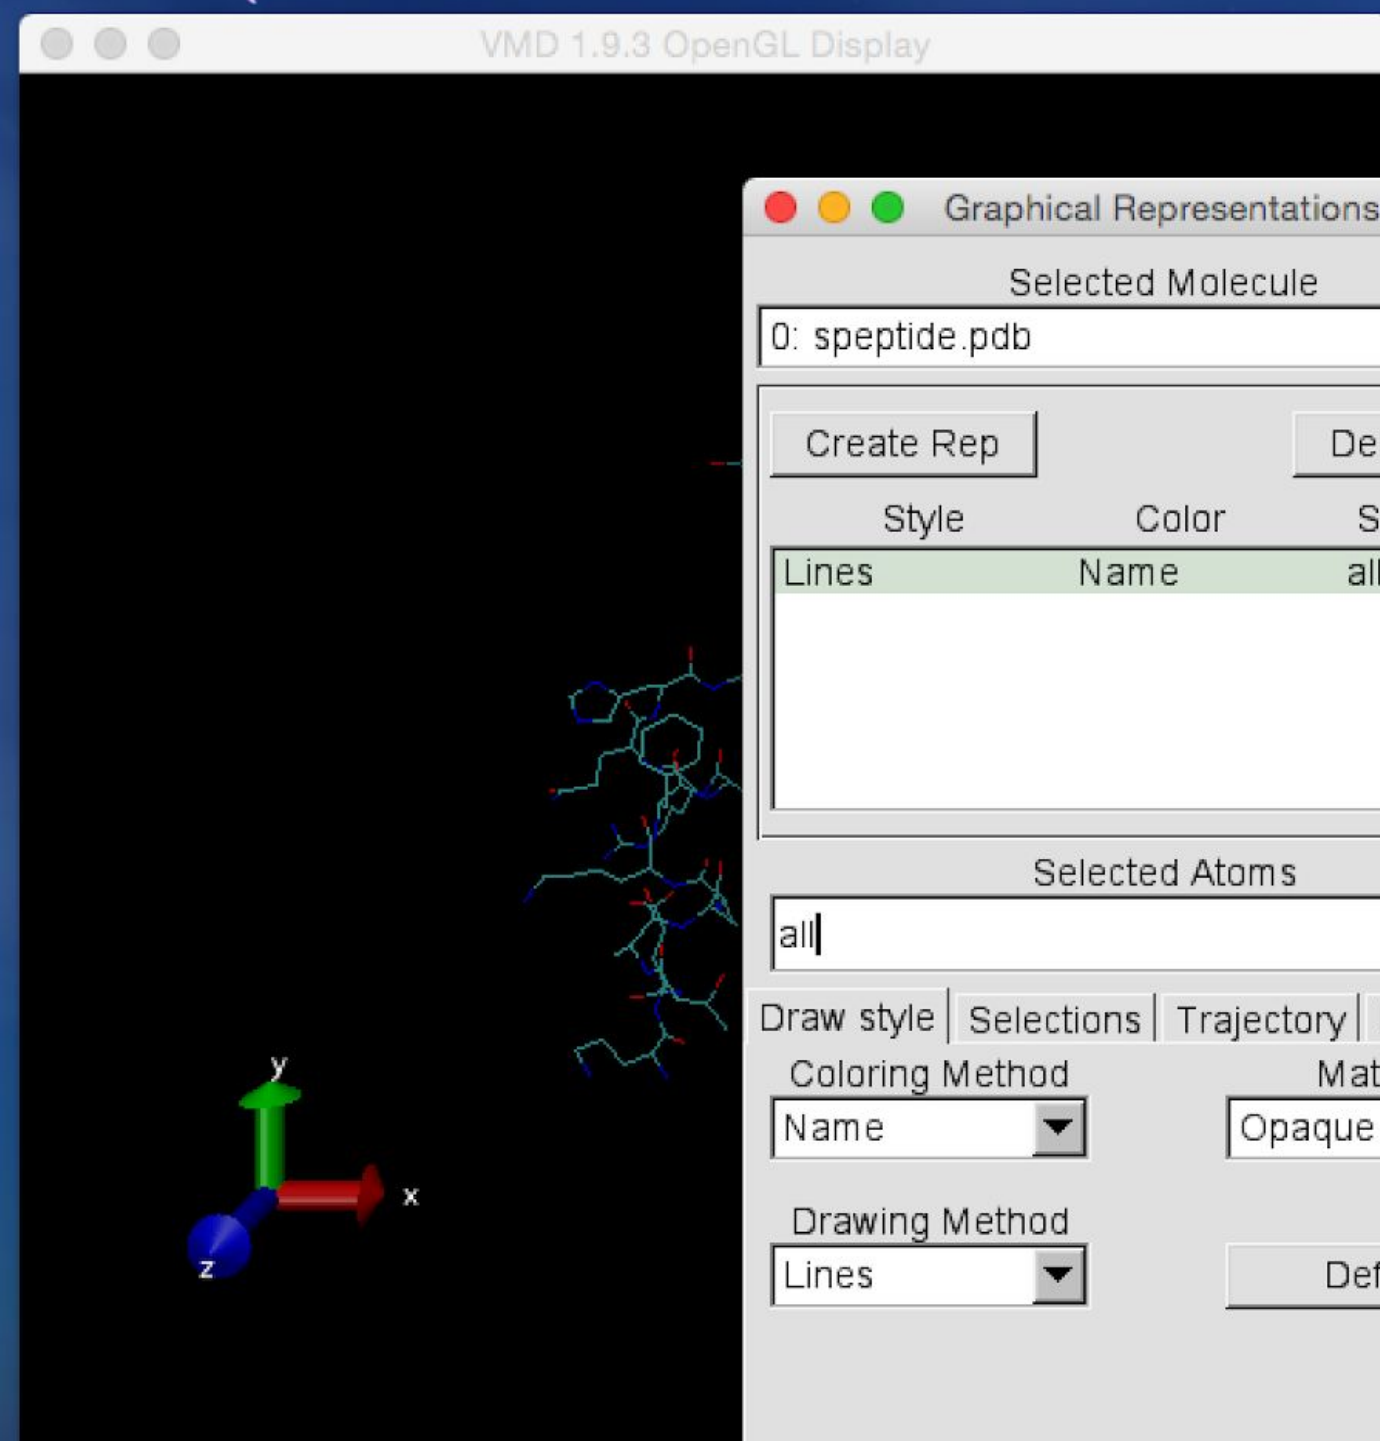 VMD 1.9.3 OpenGL Display
Graphical Representations
Selected Molecule
0: speptide.pdb
Create Rep
De
Style Color S
Lines Name all
Selected Atoms
all
Draw style Selections Trajectory
Coloring Method Mat
Name Opaque
Drawing Method
Lines Def
y
x
z